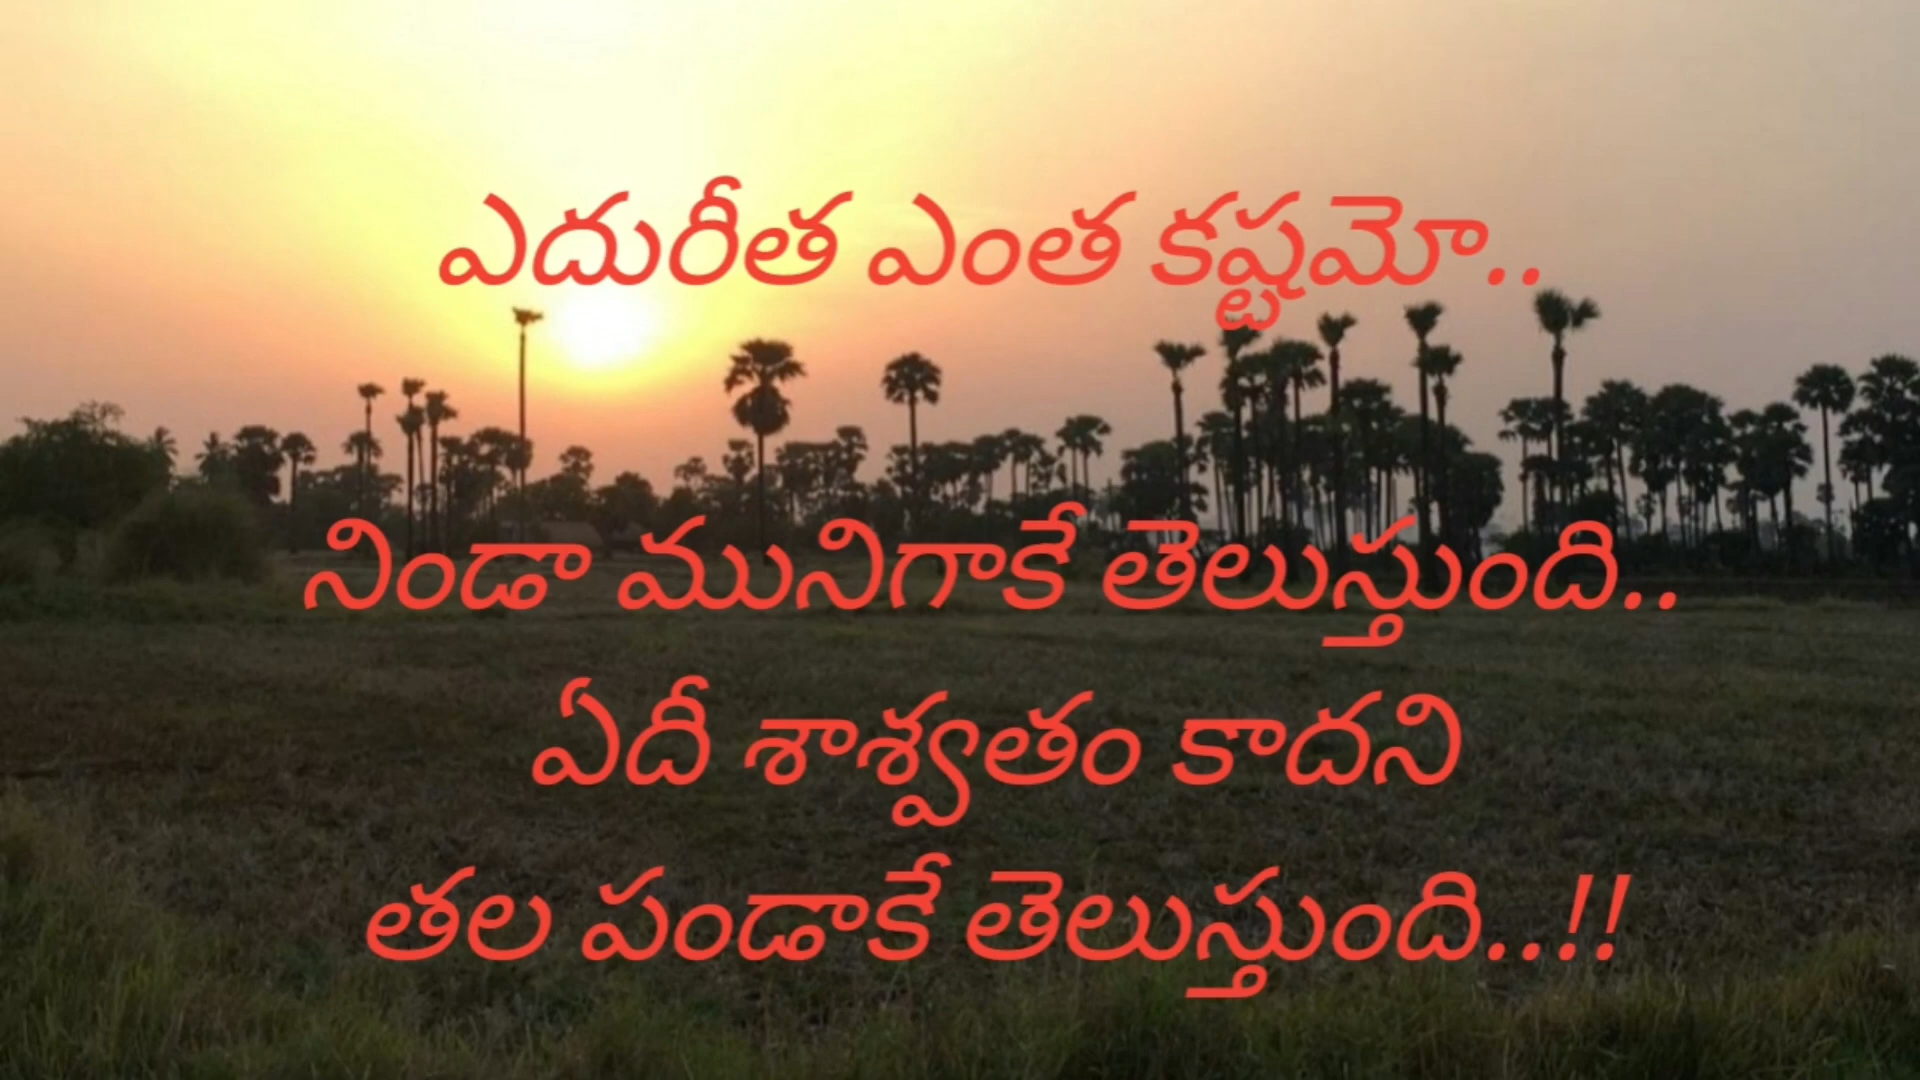 ఎదురీత ఎంత కష్టమో..
నిండా మునిగాకే తెలుస్తుంది..
ఏదీ శాశ్వతం కాదని
తల పండాకే తెలుస్తుంది..!!